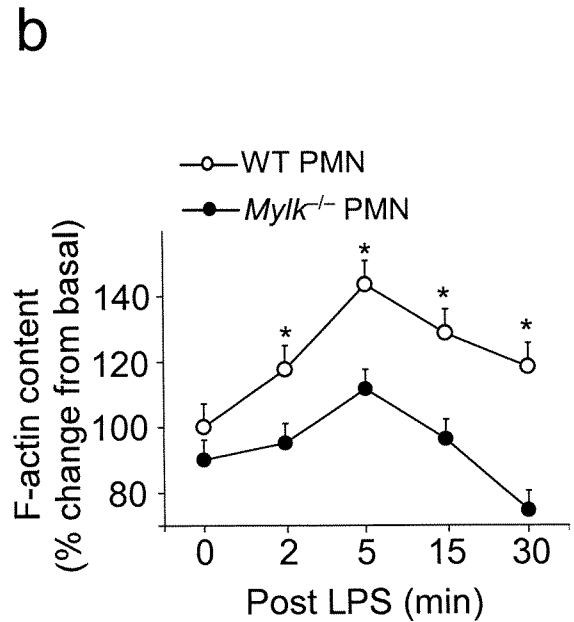 b
WT PMN
Mylk–/– PMN
F-actin content
(% change from basal)
140
120
100
80
*
*
*
*
0 2 5 15 30
Post LPS (min)